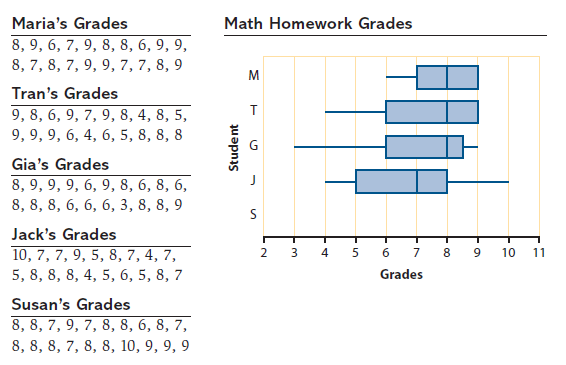 Maria's Grades
8, 9, 6, 7, 9, 8, 8, 6, 9, 9,
8, 7, 8, 7, 9, 9, 7, 7, 8, 9
Tran's Grades
9, 8, 6, 9, 7, 9, 8, 4, 8, 5,
9, 9, 9, 6, 4, 6, 5, 8, 8, 8
Gia's Grades
8, 9, 9, 9, 6, 9, 8, 6, 8, 6,
8, 8, 8, 6, 6, 6, 3, 8, 8, 9
Jack's Grades
10, 7, 7, 9, 5, 8, 7, 4, 7,
5, 8, 8, 8, 4, 5, 6, 5, 8, 7
Susan's Grades
8, 8, 7, 9, 7, 8, 8, 6, 8, 7,
8, 8, 8, 7, 8, 8, 10, 9, 9, 9
Math Homework Grades
Student
M
T
G
J
S
2 3 4 5 6 7 8 9 10 11
Grades